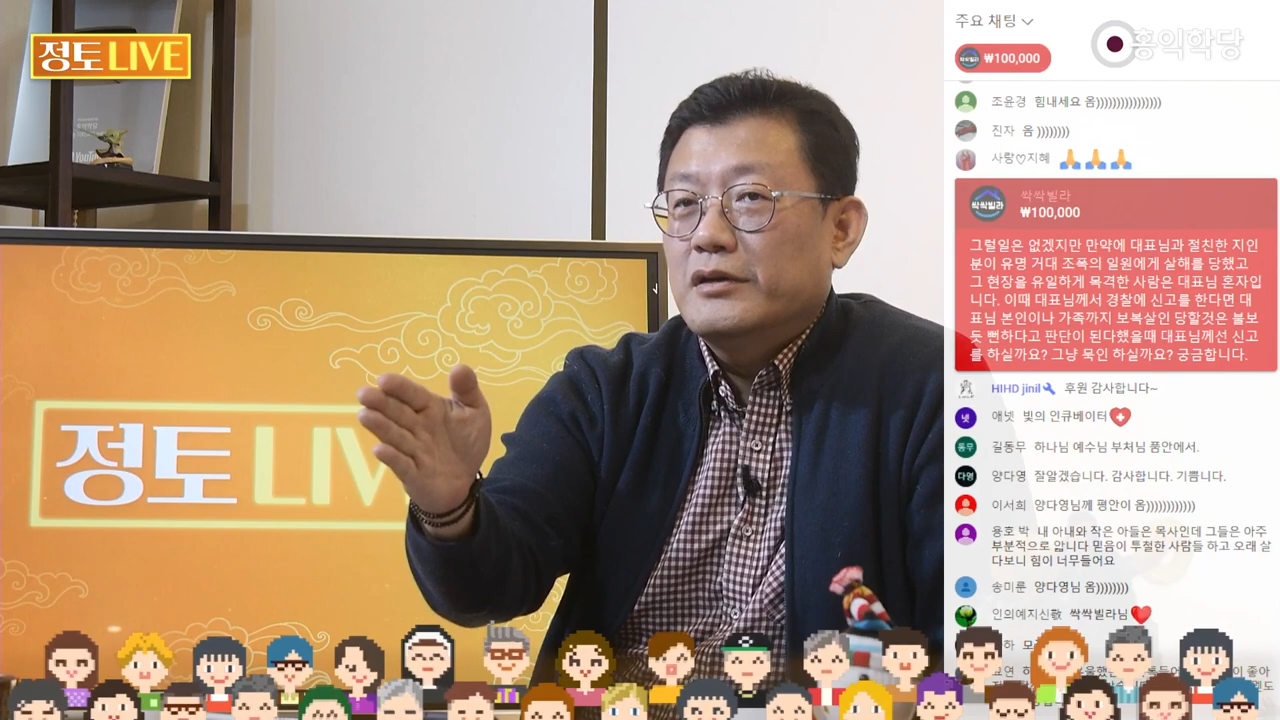 정토 LIVE
정토 LIV
주요 채팅
홍익학당
₩100,000
조윤경 힘내세요 옴))))))))))))))))
진자 옴 ))))))))
사랑♡지혜 🙏🙏🙏
싹싹빌라
₩100,000
그럴일은 없겠지만 만약에 대표님과 절친한 지인
분이 유명 거대 조폭의 일원에게 살해를 당했고
그 현장을 유일하게 목격한 사람은 대표님 혼자입
니다. 이때 대표님께서 경찰에 신고를 한다면 대
표님 본인이나 가족까지 보복살인 당할것은 불보
듯 뻔하다고 판단이 된다했을때 대표님께선 신고
를 하실까요? 그냥 묵인 하실까요? 궁금합니다.
HIHD jinil 후원 감사합니다~
넷 애넷 빛의 인큐베이터
동무 길동무 하나님 예수님 부처님 품안에서.
다영 양다영 잘알겠습니다. 감사합니다. 기쁩니다.
이서희 양다영님께 평안이 옴))))))))))))
용호 박 내 아내와 작은 아들은 목사인데 그들은 아주
부분적으로 압니다 믿음이 투철한 사람들 하고 오래 살
다보니 힘이 너무들어요
송미룬 양다영님 옴))))))))
인의예지신敬 싹싹빌라님